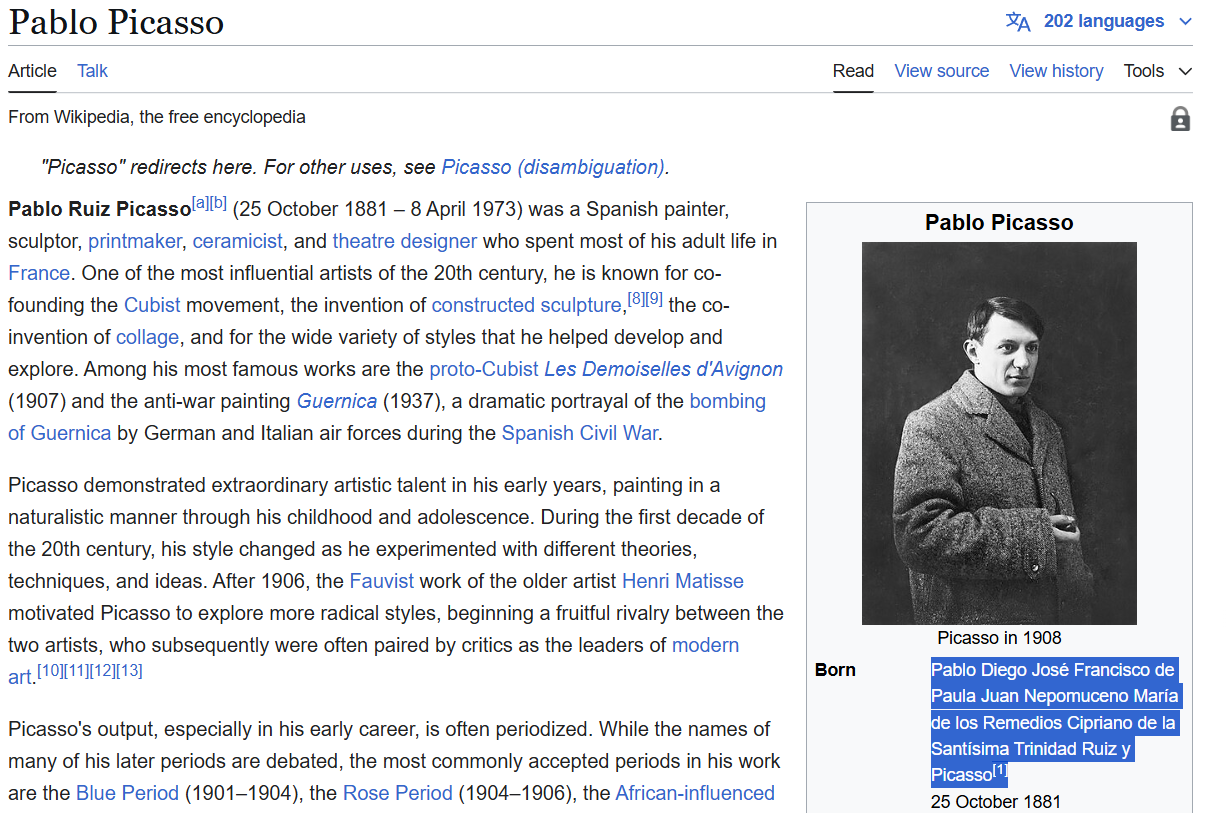 Pablo Picasso
202 languages
Article Talk
Read View source View history Tools
From Wikipedia, the free encyclopedia
"Picasso" redirects here. For other uses, see Picasso (disambiguation).
Pablo Ruiz Picasso[a][b] (25 October 1881 – 8 April 1973) was a Spanish painter,
sculptor, printmaker, ceramicist, and theatre designer who spent most of his adult life in
France. One of the most influential artists of the 20th century, he is known for co-
founding the Cubist movement, the invention of constructed sculpture,[8][9] the co-
invention of collage, and for the wide variety of styles that he helped develop and
explore. Among his most famous works are the proto-Cubist Les Demoiselles d'Avignon
(1907) and the anti-war painting Guernica (1937), a dramatic portrayal of the bombing
of Guernica by German and Italian air forces during the Spanish Civil War.
Picasso demonstrated extraordinary artistic talent in his early years, painting in a
naturalistic manner through his childhood and adolescence. During the first decade of
the 20th century, his style changed as he experimented with different theories,
techniques, and ideas. After 1906, the Fauvist work of the older artist Henri Matisse
motivated Picasso to explore more radical styles, beginning a fruitful rivalry between the
two artists, who subsequently were often paired by critics as the leaders of modern
art.[10][11][12][13]
Picasso's output, especially in his early career, is often periodized. While the names of
many of his later periods are debated, the most commonly accepted periods in his work
are the Blue Period (1901–1904), the Rose Period (1904–1906), the African-influenced
Pablo Picasso
Picasso in 1908
Born
Pablo Diego José Francisco de
Paula Juan Nepomuceno María
de los Remedios Cipriano de la
Santísima Trinidad Ruiz y
Picasso[1]
25 October 1881